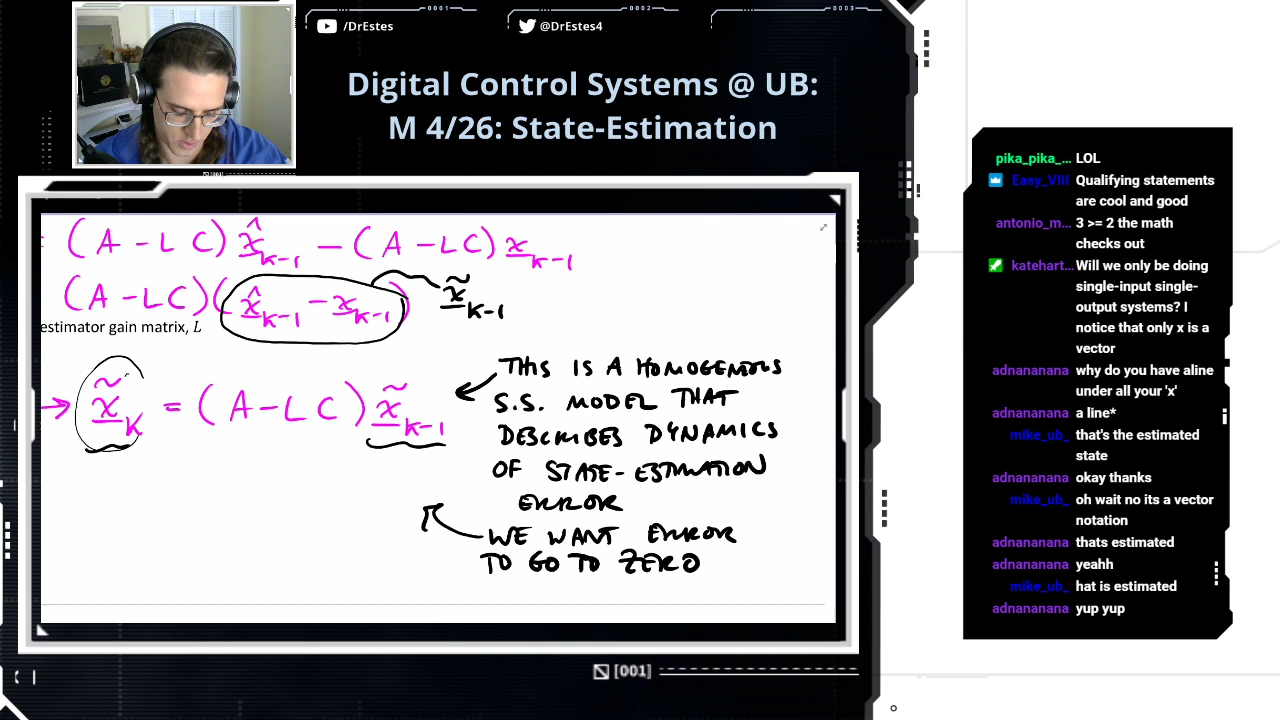 0001
0002
0003
/DrEstes
@DrEstes4
Digital Control Systems @ UB:
M 4/26: State-Estimation
[001]
(A - L C) x̂ₖ₋₁ - (A - L C) xₖ₋₁
(A - L C)(x̂ₖ₋₁ - xₖ₋₁) x̃ₖ₋₁
estimator gain matrix, L
→ x̃ₖ = (A - L C) x̃ₖ₋₁
THIS IS A HOMOGENOUS
S.S. MODEL THAT
DESCRIBES DYNAMICS
OF STATE-ESTIMATION
ERROR
WE WANT ERROR
TO GO TO ZERO
[001]
pika_pika_... LOL
Easy_VIII Qualifying statements
are cool and good
antonio_m... 3 >= 2 the math
checks out
katehart... Will we only be doing
single-input single-
output systems? I
notice that only x is a
vector
adnananana why do you have aline
under all your 'x'
adnananana a line*
mike_ub_ that's the estimated
state
adnananana okay thanks
mike_ub_ oh wait no its a vector
notation
adnananana thats estimated
adnananana yeahh
mike_ub_ hat is estimated
adnananana yup yup